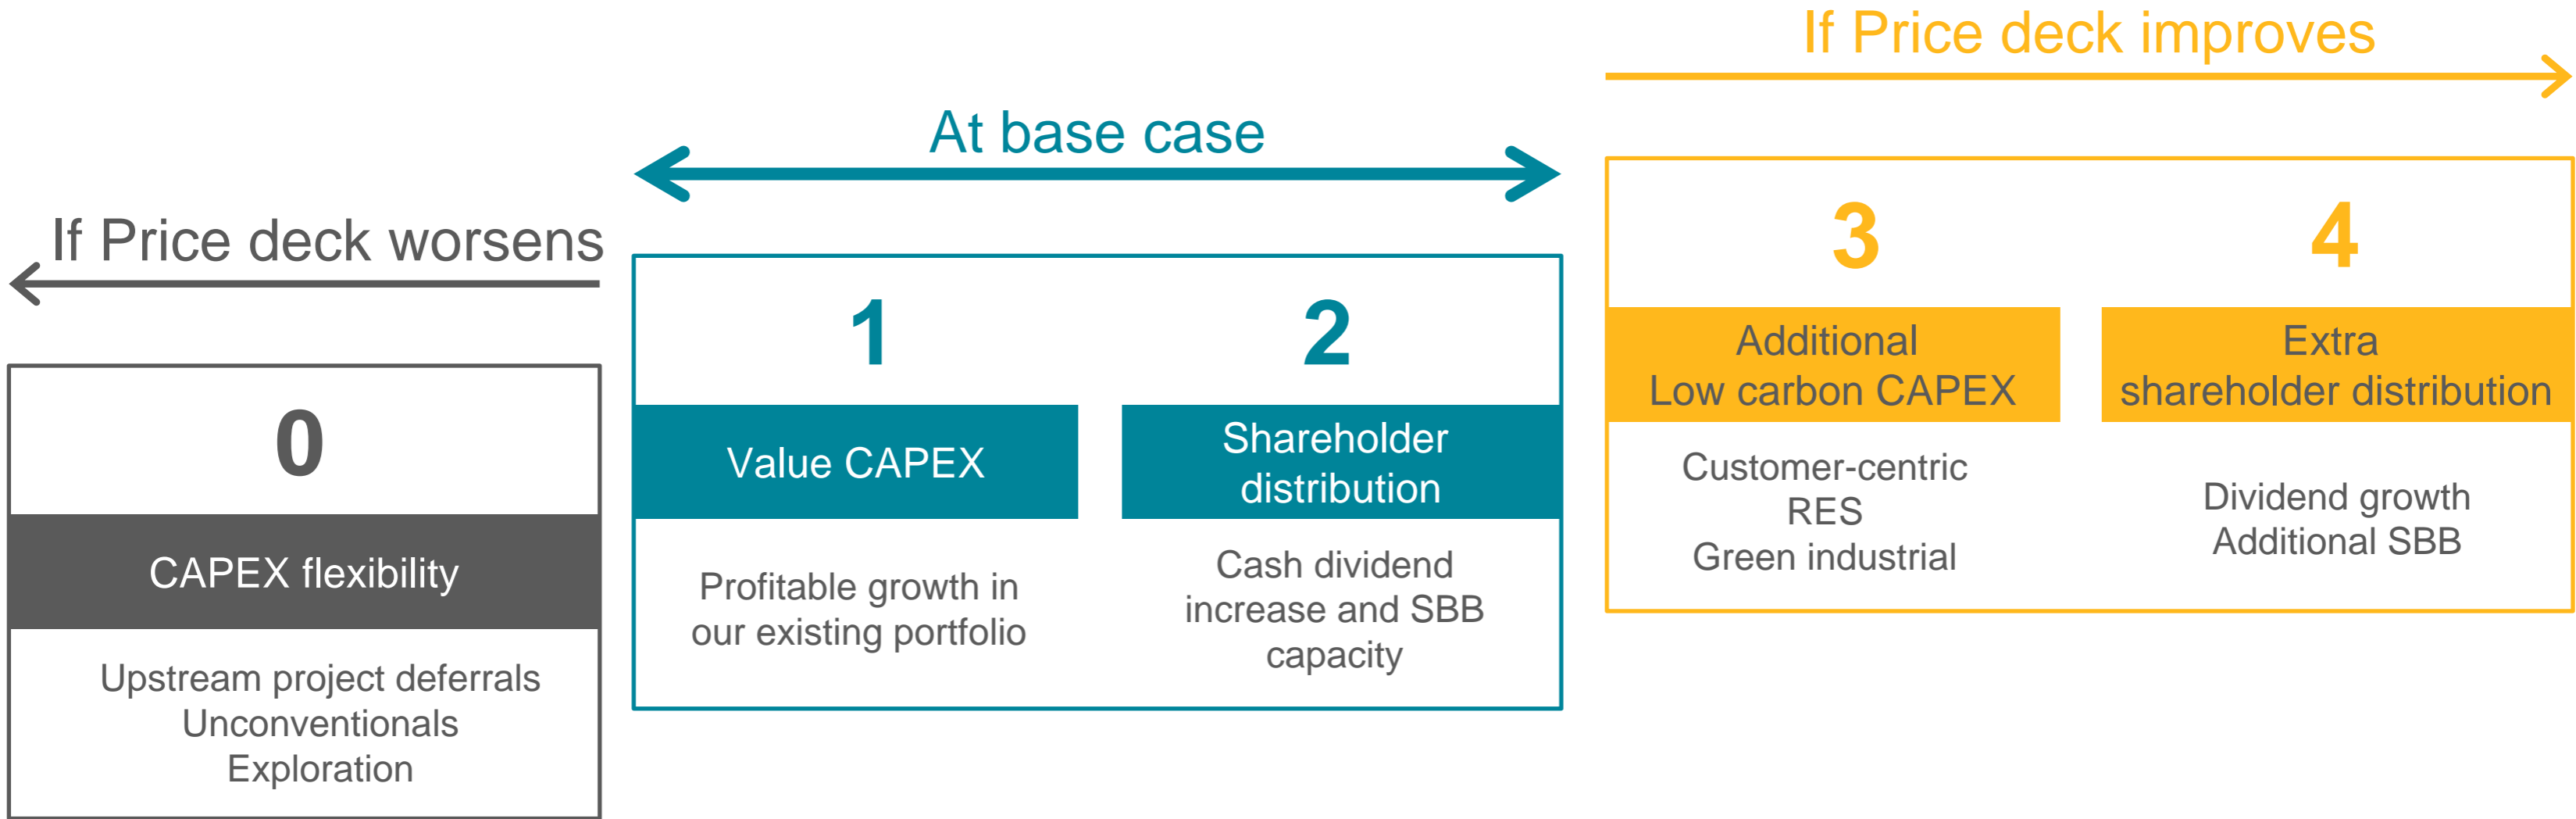 If Price deck worsens
0
CAPEX flexibility
Upstream project deferrals
Unconventionals
Exploration
At base case
1
Value CAPEX
Profitable growth in
our existing portfolio
2
Shareholder
distribution
Cash dividend
increase and SBB
capacity
If Price deck improves
3
Additional
Low carbon CAPEX
Customer-centric
RES
Green industrial
4
Extra
shareholder distribution
Dividend growth
Additional SBB